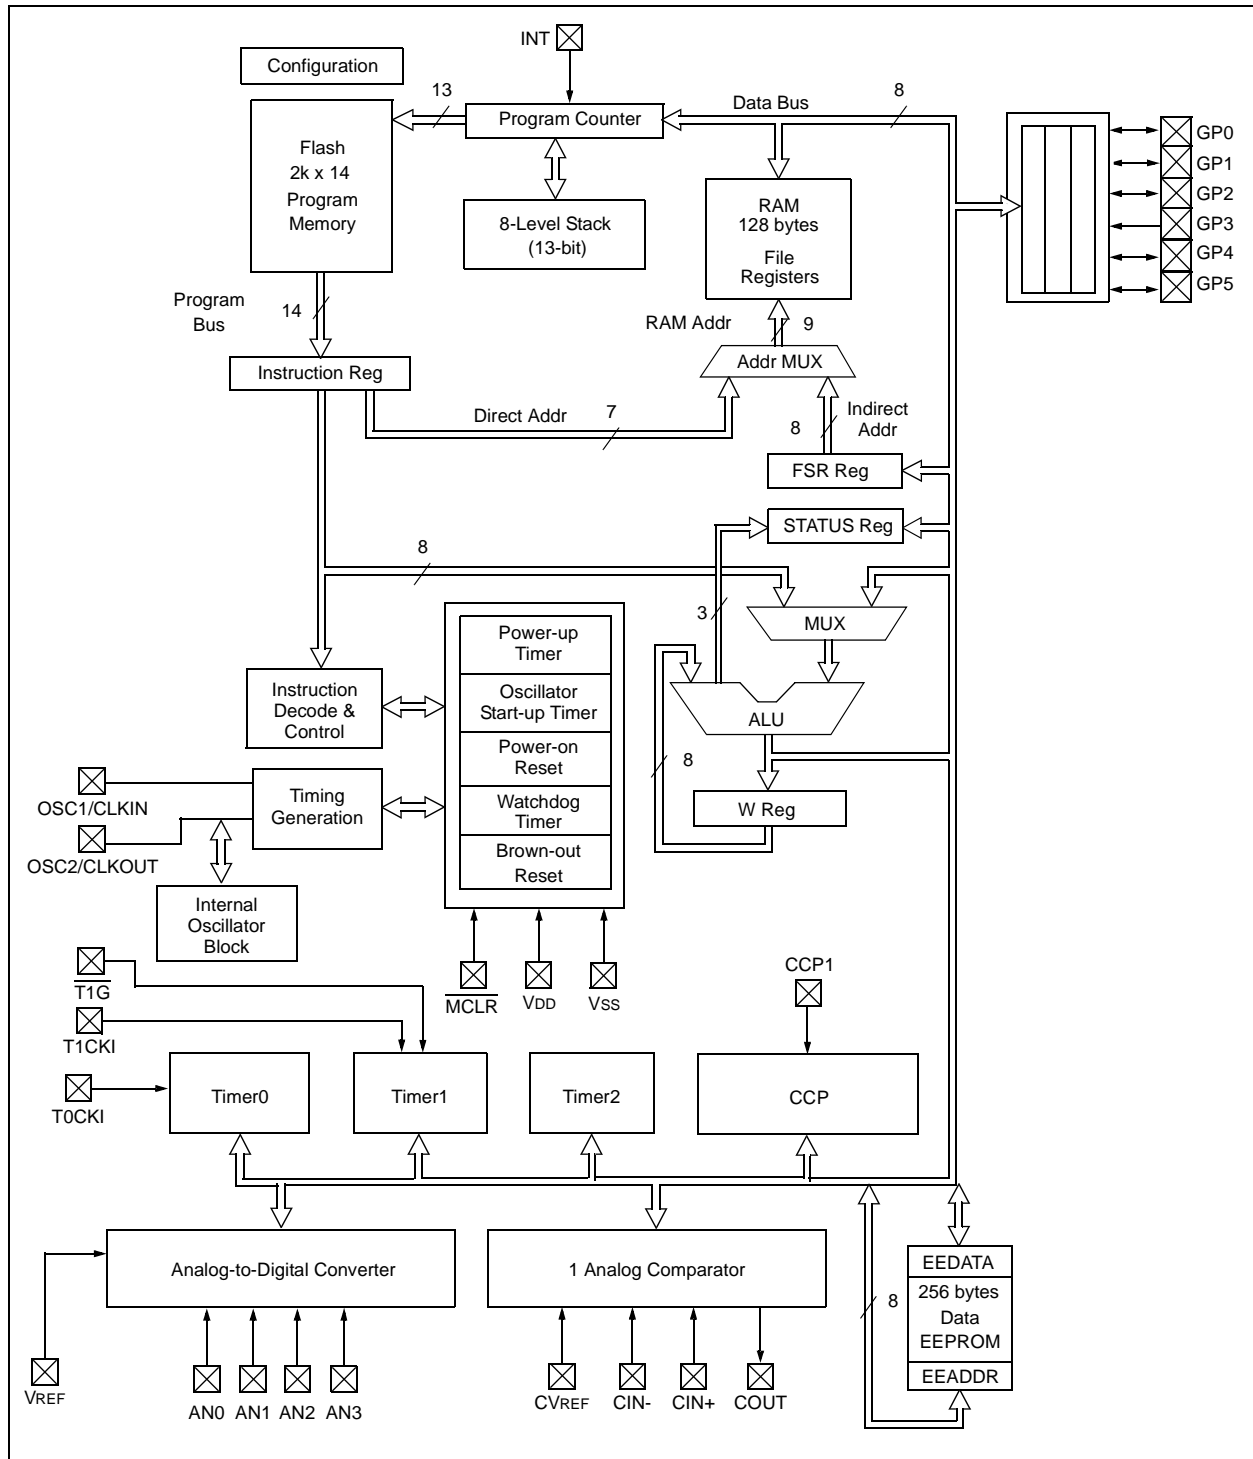 INT
Configuration
13
Data Bus
8
Program Counter
Flash
2k x 14
Program
Memory
8-Level Stack
(13-bit)
RAM
128 bytes
File
Registers
GP0
GP1
GP2
GP3
GP4
GP5
Program
Bus
14
RAM Addr
9
Addr MUX
Instruction Reg
Direct Addr
7
8
Indirect
Addr
FSR Reg
STATUS Reg
8
3
MUX
Power-up
Timer
Instruction
Decode &
Control
Oscillator
Start-up Timer
ALU
Power-on
Reset
8
OSC1/CLKIN
Timing
Generation
Watchdog
Timer
W Reg
OSC2/CLKOUT
Brown-out
Reset
Internal
Oscillator
Block
T1G
MCLR
VDD
VSS
CCP1
T1CKI
T0CKI
Timer0
Timer1
Timer2
CCP
Analog-to-Digital Converter
1 Analog Comparator
EEDATA
8
256 bytes
Data
EEPROM
EEADDR
VREF
AN0
AN1
AN2
AN3
CVREF
CIN-
CIN+
COUT